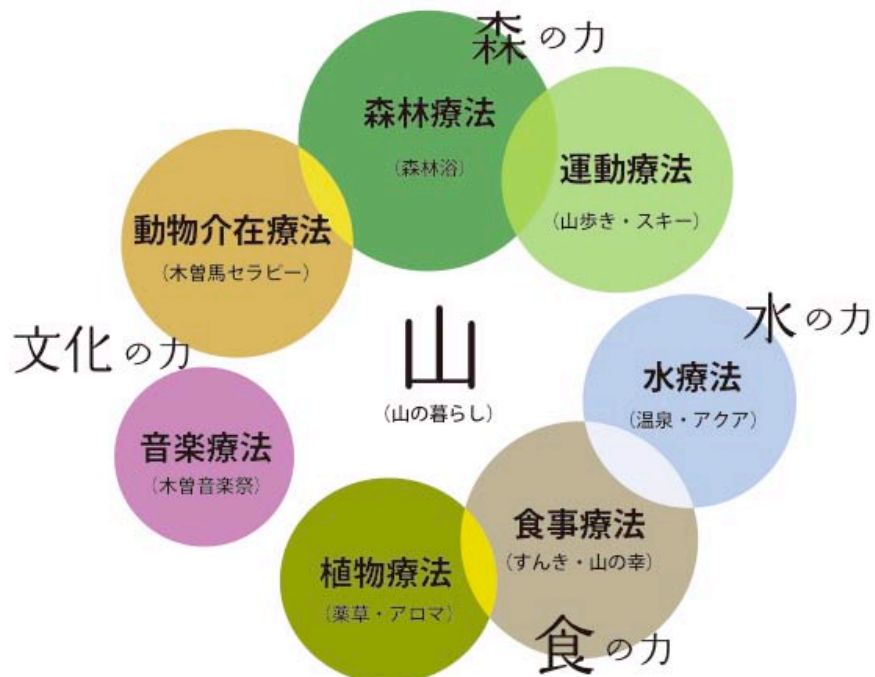 森の力
森林療法
(森林浴)
運動療法
(山歩き・スキー)
動物介在療法
(木曽馬セラピー)
水の力
文化の力
山
(山の暮らし)
水療法
(温泉・アクア)
音楽療法
(木曽音楽祭)
食事療法
(すんき・山の幸)
植物療法
(薬草・アロマ)
食の力